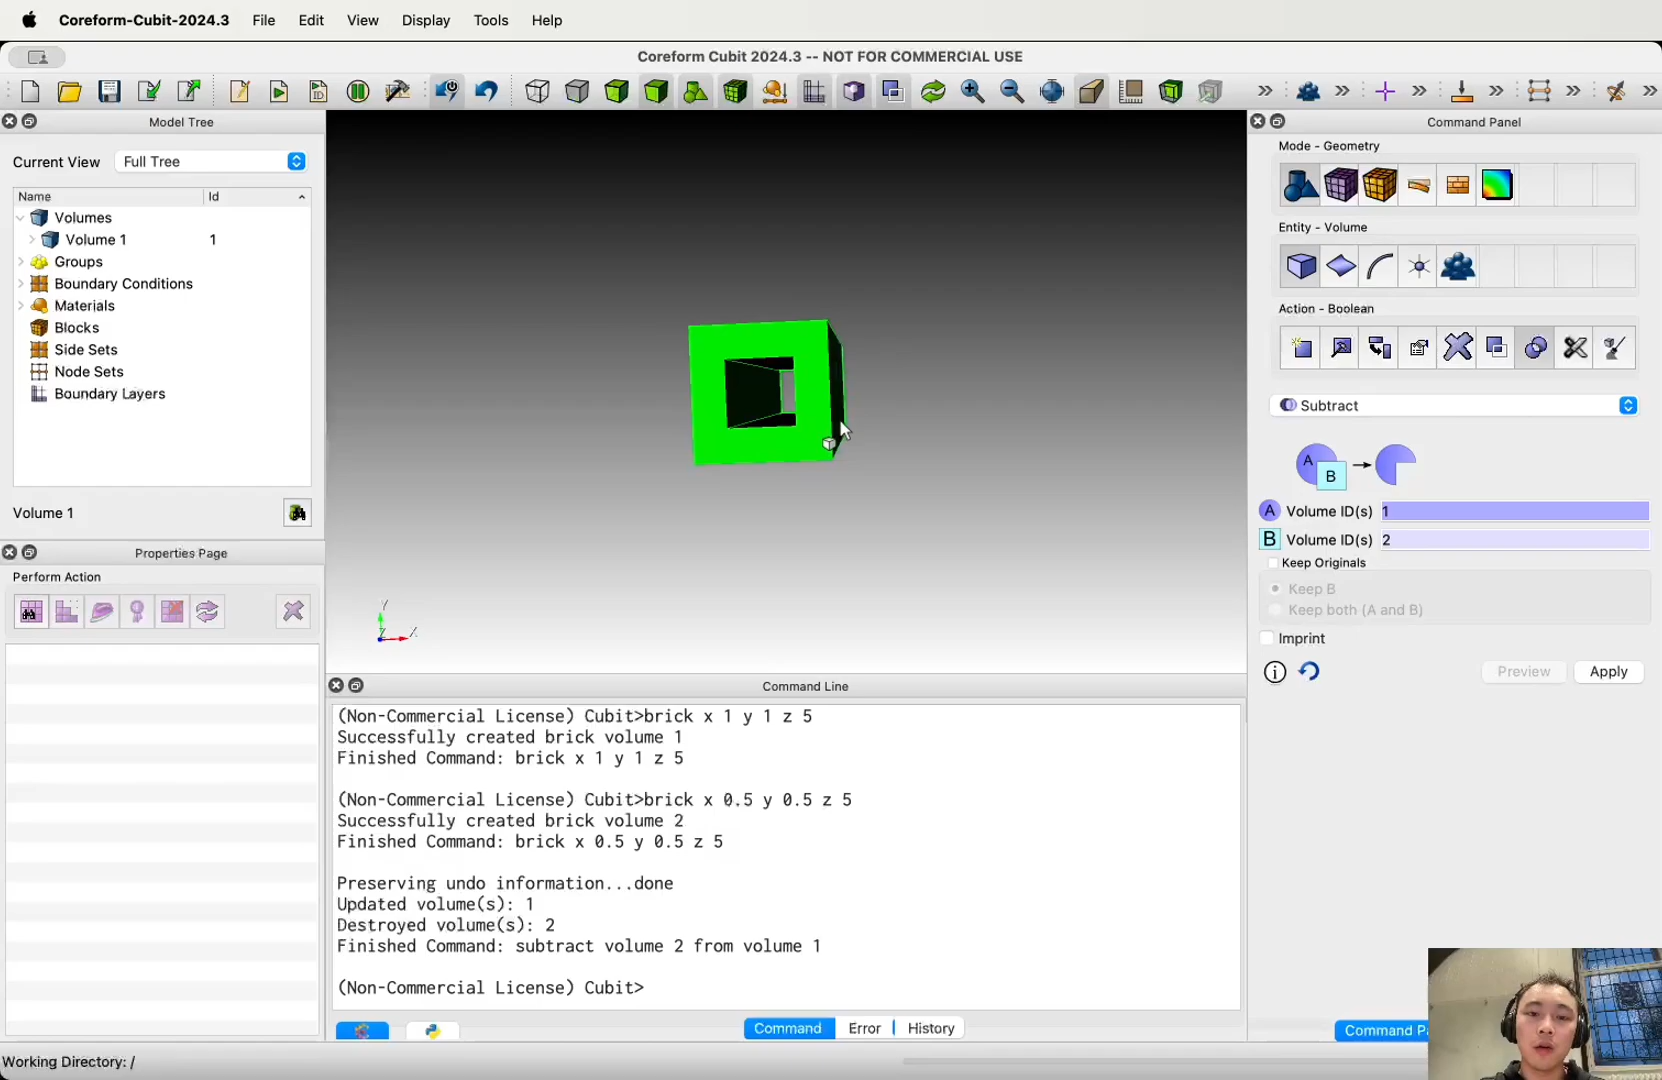 Coreform-Cubit-2024.3 File Edit View Display Tools Help
Coreform Cubit 2024.3 -- NOT FOR COMMERCIAL USE
Model Tree
Current View Full Tree
Name Id
Volumes
Volume 1 1
Groups
Boundary Conditions
Materials
Blocks
Side Sets
Node Sets
Boundary Layers
Volume 1
Properties Page
Perform Action
Y
Z X
Command Line
(Non-Commercial License) Cubit>brick x 1 y 1 z 5
Successfully created brick volume 1
Finished Command: brick x 1 y 1 z 5
(Non-Commercial License) Cubit>brick x 0.5 y 0.5 z 5
Successfully created brick volume 2
Finished Command: brick x 0.5 y 0.5 z 5
Preserving undo information...done
Updated volume(s): 1
Destroyed volume(s): 2
Finished Command: subtract volume 2 from volume 1
(Non-Commercial License) Cubit>
Command Error History
Command Panel
Mode - Geometry
Entity - Volume
Action - Boolean
Subtract
A B
A Volume ID(s) 1
B Volume ID(s) 2
Keep Originals
Keep B
Keep both (A and B)
Imprint
Preview Apply
Command P
Working Directory: /